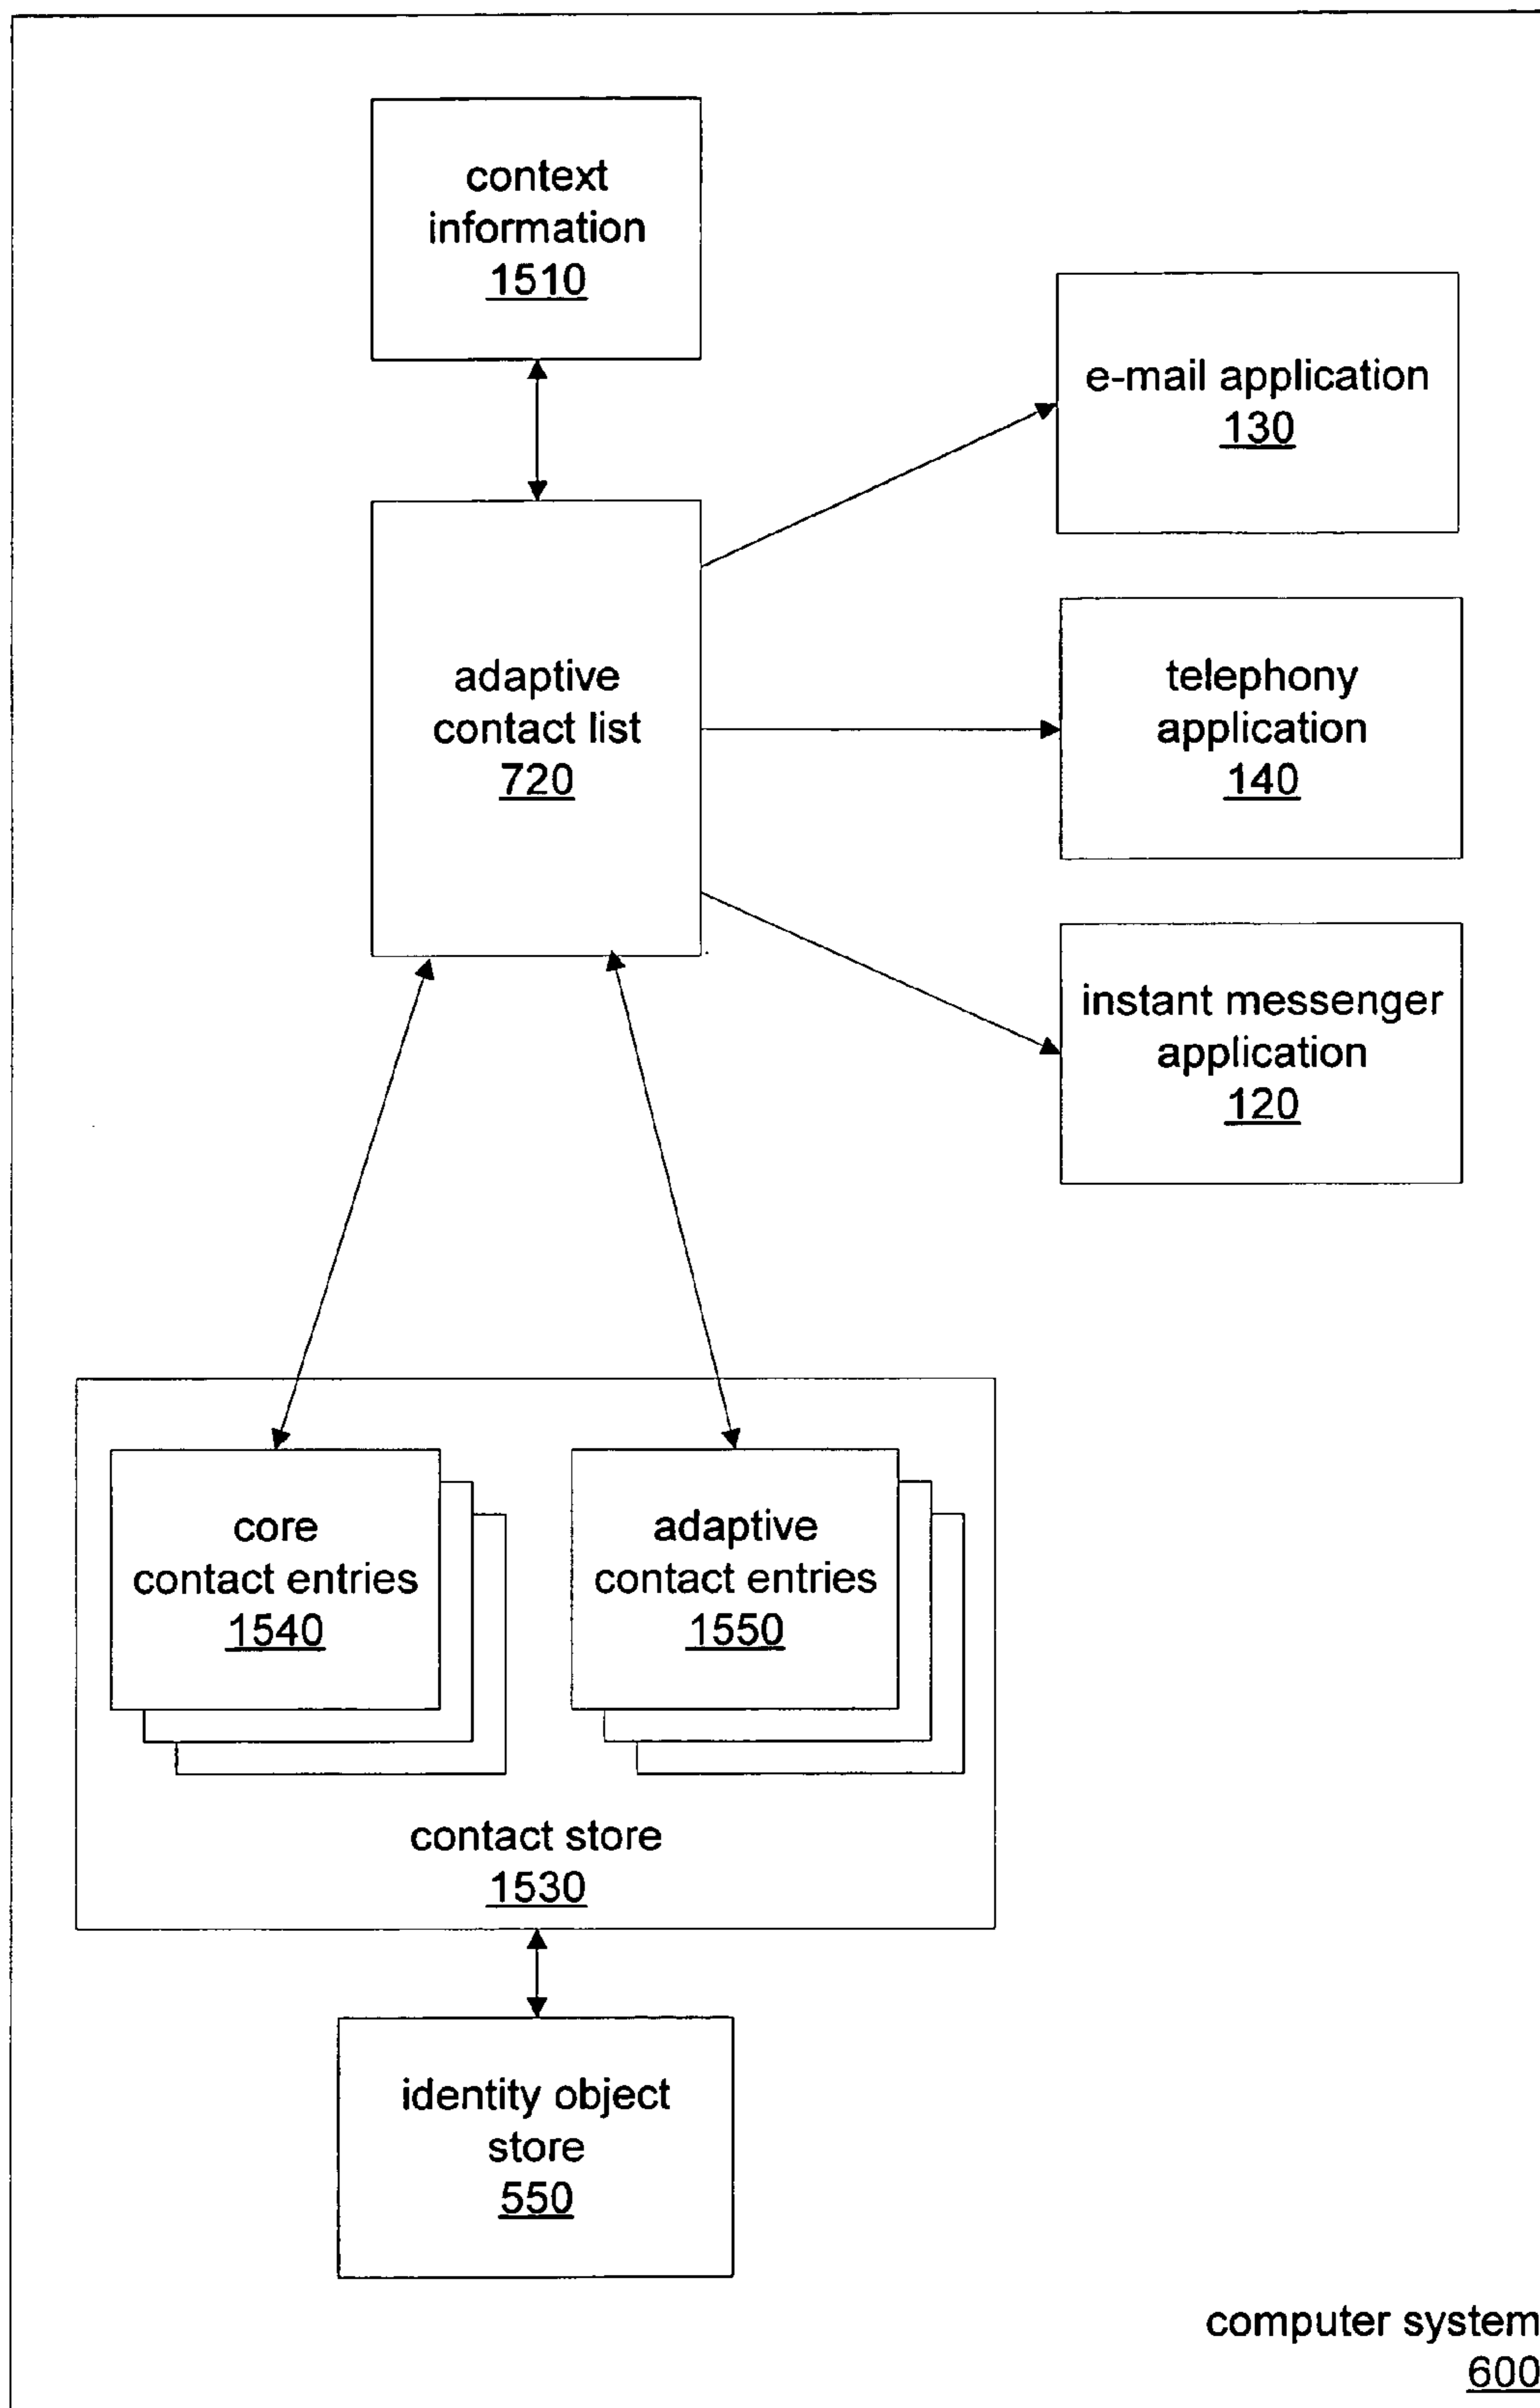 context
information
1510
e-mail application
130
adaptive
contact list
720
telephony
application
140
instant messenger
application
120
core
contact entries
1540
adaptive
contact entries
1550
contact store
1530
identity object
store
550
computer system
600